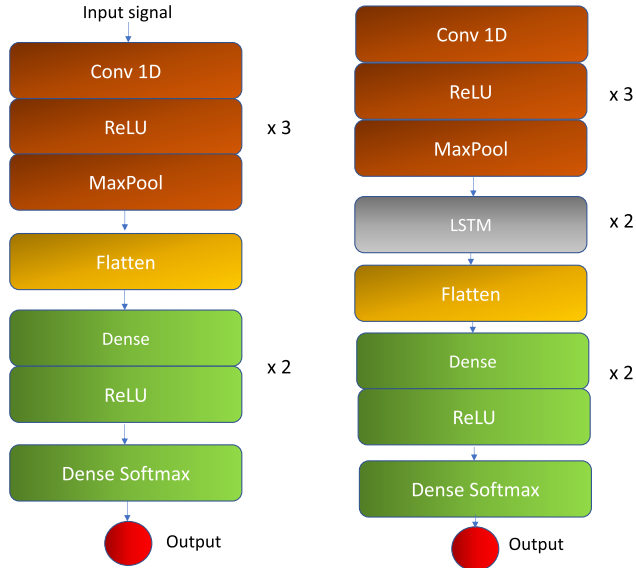 Input signal
Conv 1D
ReLU
x 3
MaxPool
Flatten
Dense
x 2
ReLU
Dense Softmax
Output
Conv 1D
ReLU
x 3
MaxPool
LSTM
x 2
Flatten
Dense
x 2
ReLU
Dense Softmax
Output